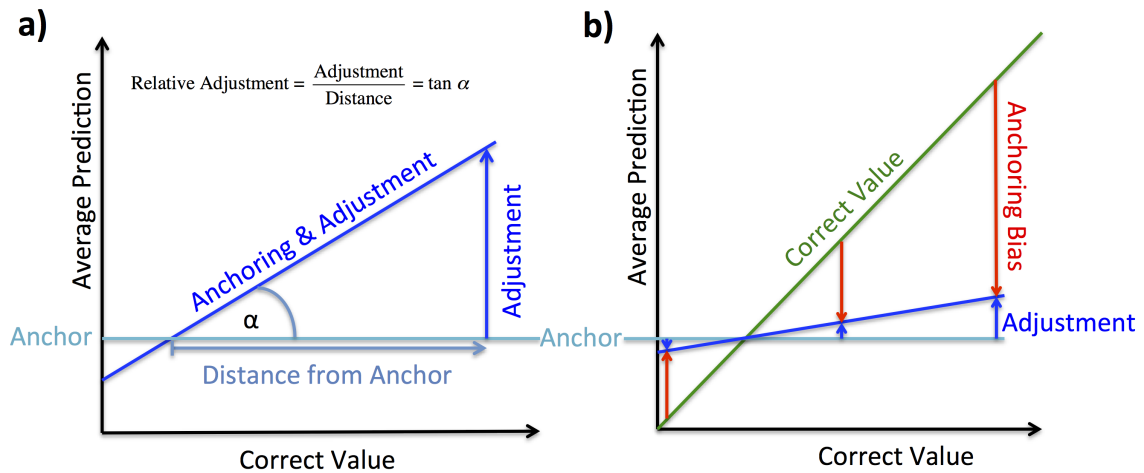 a)
Average Prediction
Relative Adjustment = Adjustment / Distance = tan α
Anchoring & Adjustment
Adjustment
α
Anchor
Distance from Anchor
Correct Value
b)
Average Prediction
Correct Value
Anchoring Bias
Adjustment
Anchor
Correct Value